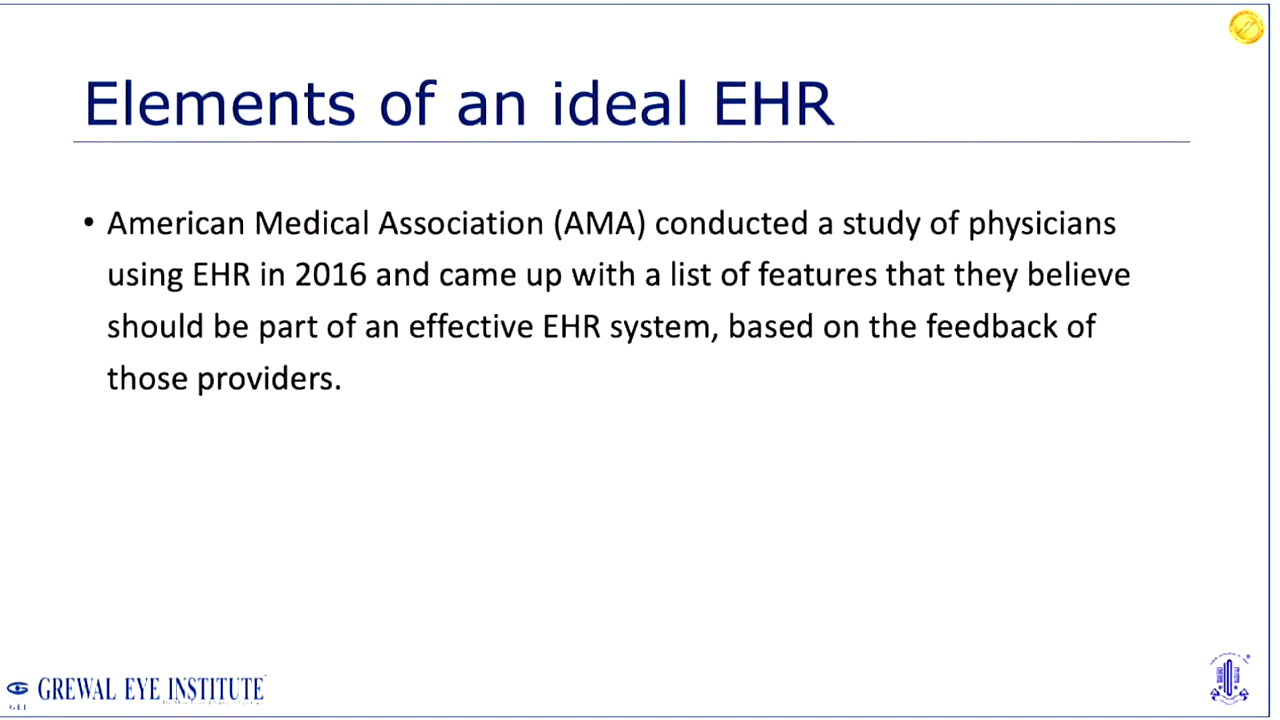 Elements of an ideal EHR
• American Medical Association (AMA) conducted a study of physicians
using EHR in 2016 and came up with a list of features that they believe
should be part of an effective EHR system, based on the feedback of
those providers.
GREWAL EYE INSTITUTE
GEI